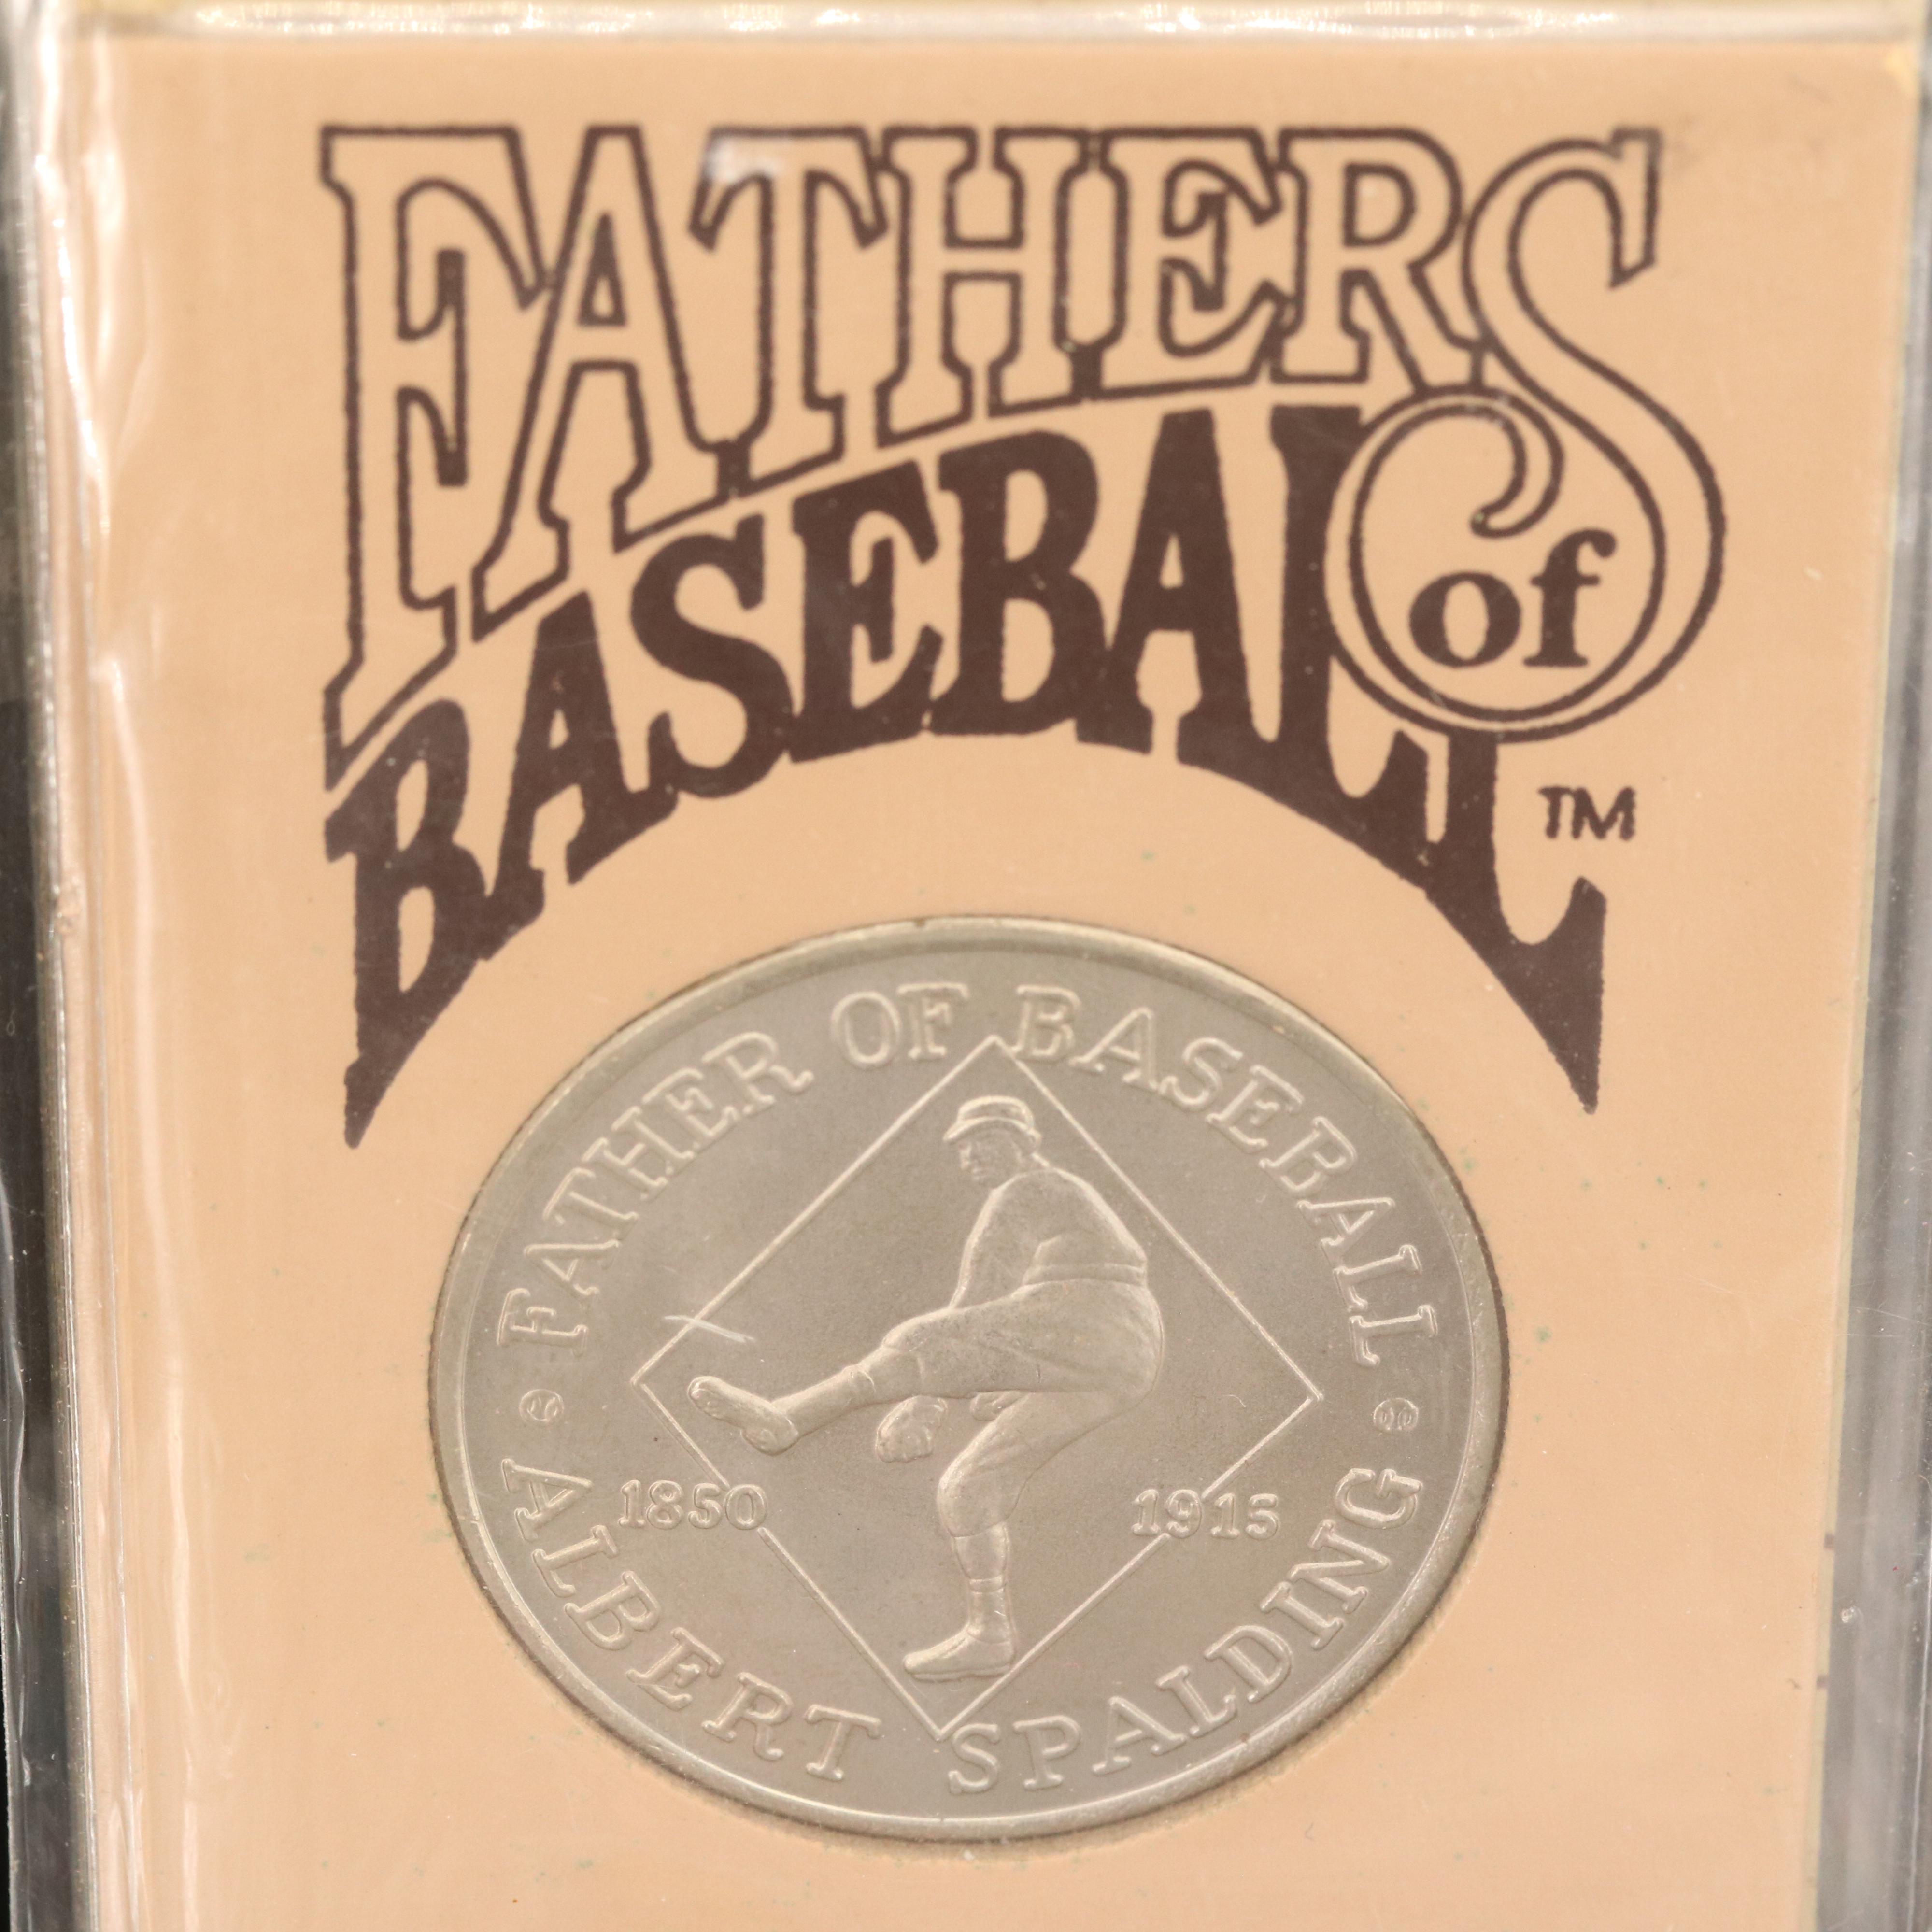 FATHERS
of
BASEBALL
TM
FATHER OF BASEBALL
1850 1915
ALBERT SPALDING